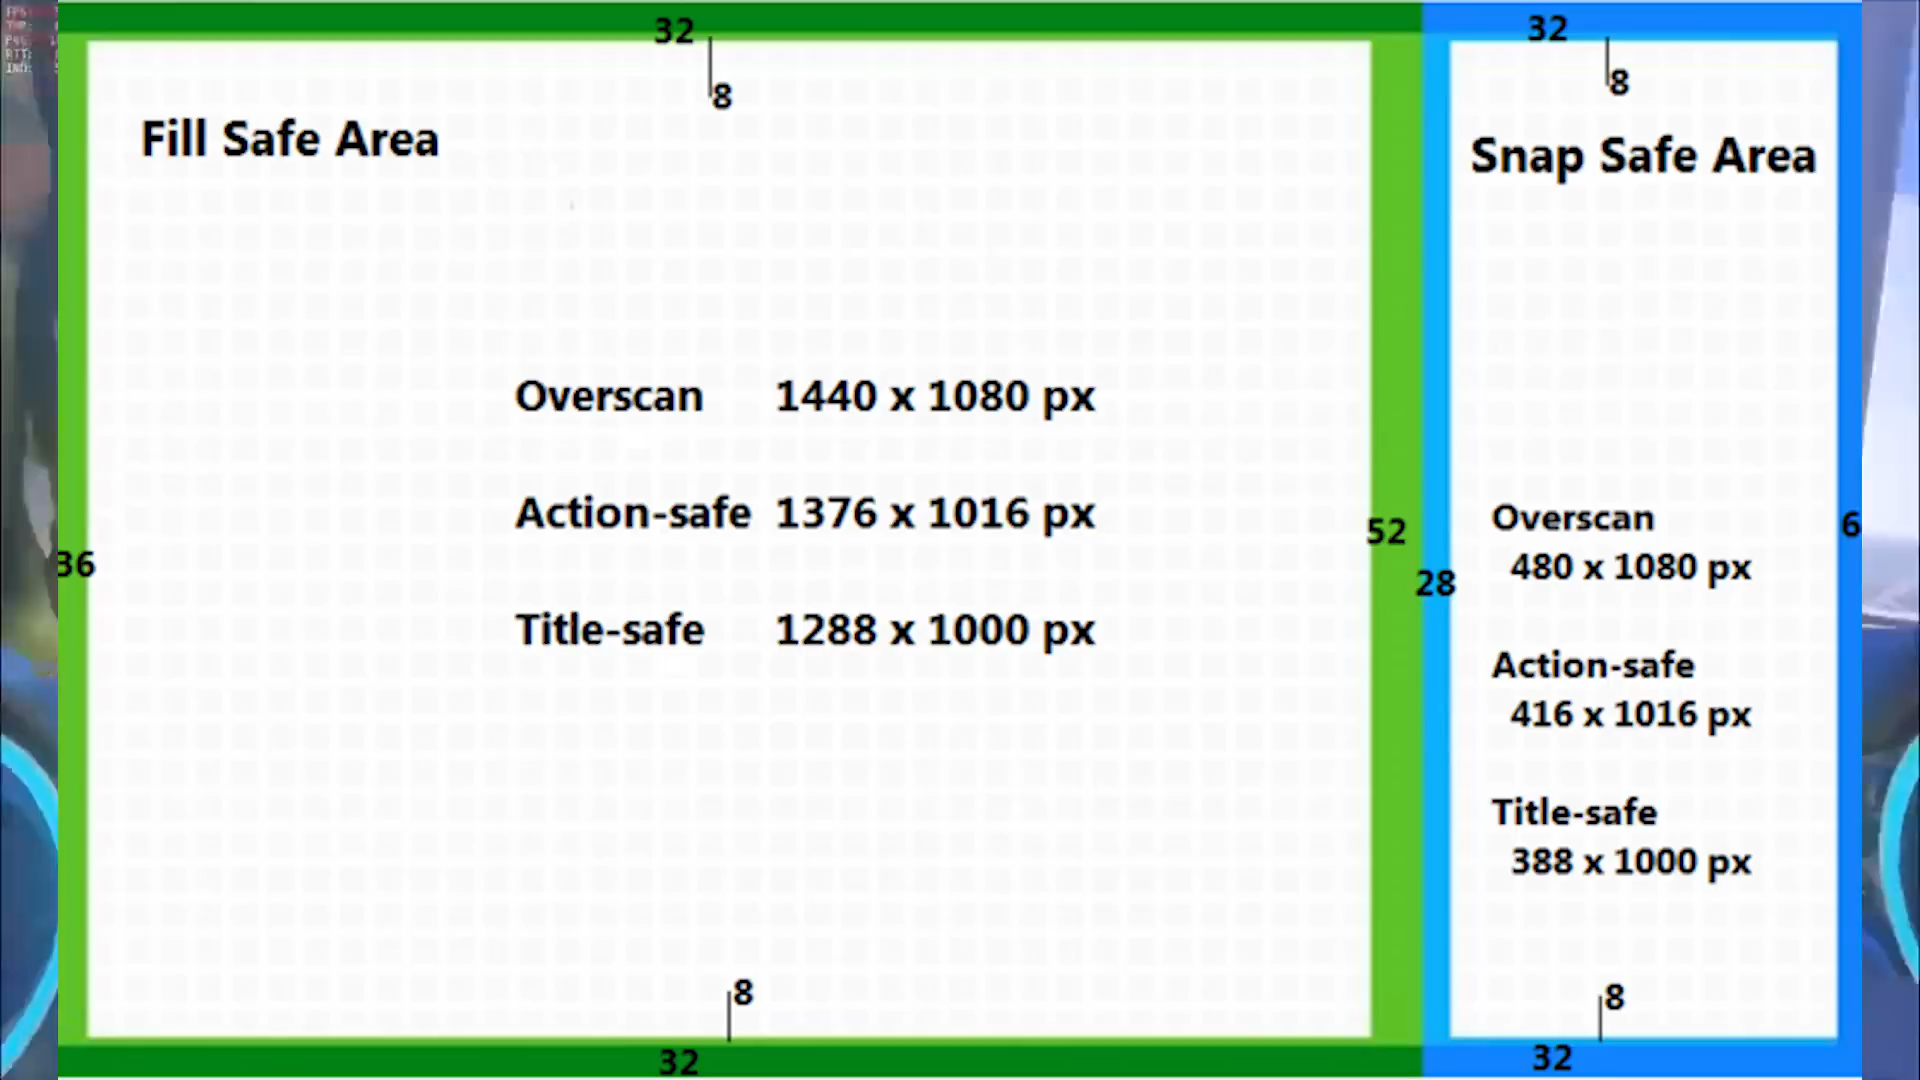 32
8
Fill Safe Area
Overscan 1440 x 1080 px
Action-safe 1376 x 1016 px
Title-safe 1288 x 1000 px
36
52
8
32
32
8
Snap Safe Area
28
6
Overscan
480 x 1080 px
Action-safe
416 x 1016 px
Title-safe
388 x 1000 px
8
32